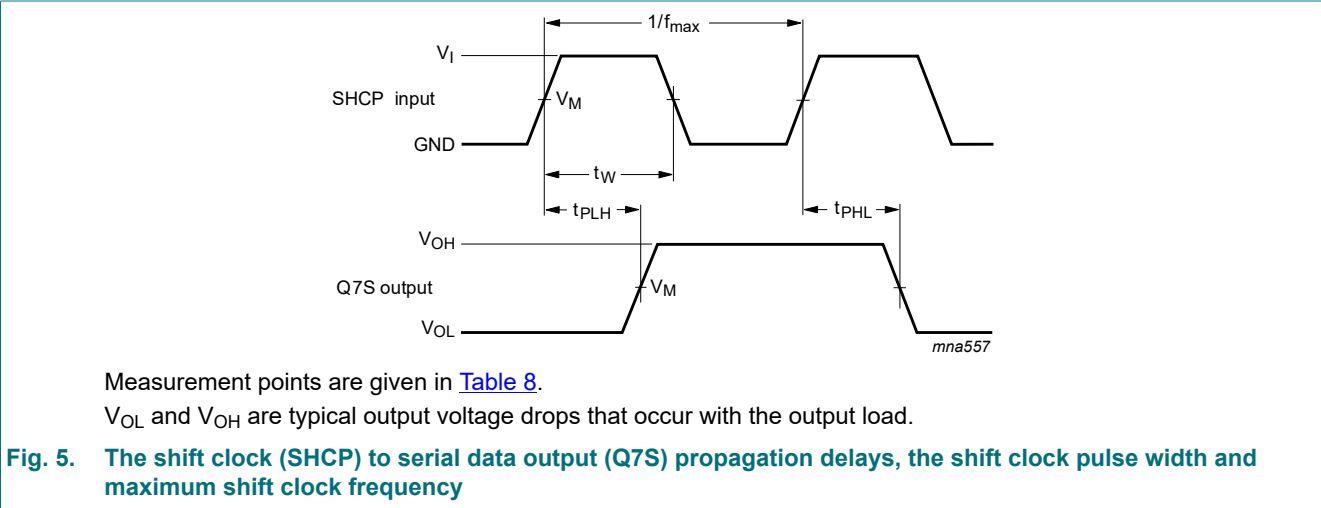 1/fmax
VI
SHCP input
VM
GND
tW
tPLH
tPHL
VOH
Q7S output
VM
VOL
mna557
Measurement points are given in Table 8.
VOL and VOH are typical output voltage drops that occur with the output load.
Fig. 5. The shift clock (SHCP) to serial data output (Q7S) propagation delays, the shift clock pulse width and
maximum shift clock frequency